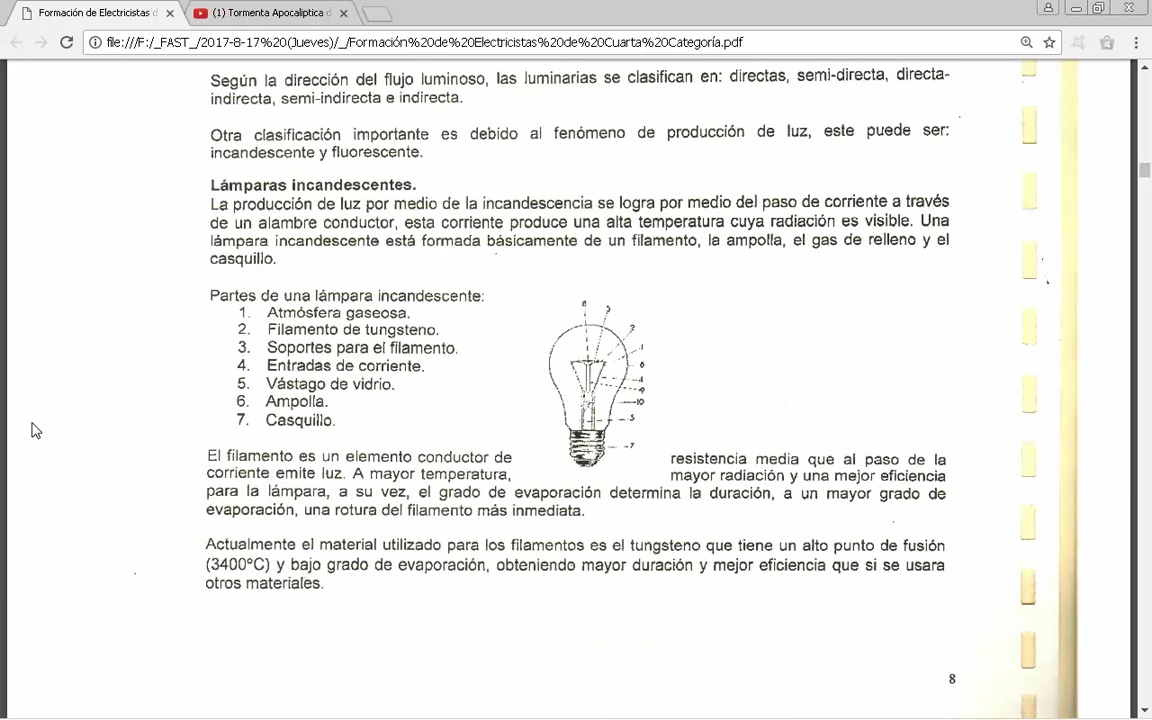 Formación de Electricistas d
(1) Tormenta Apocaliptica d
file:///F:/_FAST_/2017-8-17%20(Jueves)/_/Formación%20de%20Electricistas%20de%20Cuarta%20Categoría.pdf
Según la dirección del flujo luminoso, las luminarias se clasifican en: directas, semi-directa, directa-
indirecta, semi-indirecta e indirecta.
Otra clasificación importante es debido al fenómeno de producción de luz, este puede ser:
incandescente y fluorescente.
Lámparas incandescentes.
La producción de luz por medio de la incandescencia se logra por medio del paso de corriente a través
de un alambre conductor, esta corriente produce una alta temperatura cuya radiación es visible. Una
lámpara incandescente está formada básicamente de un filamento, la ampolla, el gas de relleno y el
casquillo.
Partes de una lámpara incandescente:
1. Atmósfera gaseosa.
2. Filamento de tungsteno.
3. Soportes para el filamento.
4. Entradas de corriente.
5. Vástago de vidrio.
6. Ampolla.
7. Casquillo.
3
2
1
4
9
10
5
7
El filamento es un elemento conductor de resistencia media que al paso de la
corriente emite luz. A mayor temperatura, mayor radiación y una mejor eficiencia
para la lámpara, a su vez, el grado de evaporación determina la duración, a un mayor grado de
evaporación, una rotura del filamento más inmediata.
Actualmente el material utilizado para los filamentos es el tungsteno que tiene un alto punto de fusión
(3400°C) y bajo grado de evaporación, obteniendo mayor duración y mejor eficiencia que si se usara
otros materiales.
8